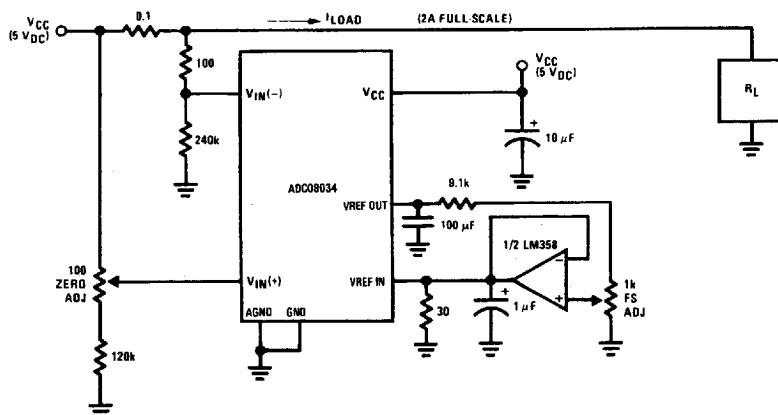 VCC
(5 VDC)
0.1
ILOAD
(2A FULL-SCALE)
100
VIN(–)
VCC
VCC
(5 VDC)
RL
240k
10 µF
ADC08034
9.1k
VREF OUT
100 µF
1/2 LM358
–
100
ZERO
ADJ
VIN(+)
VREF IN
+
1k
FS
ADJ
+
1 µF
30
AGND
GND
120k
+